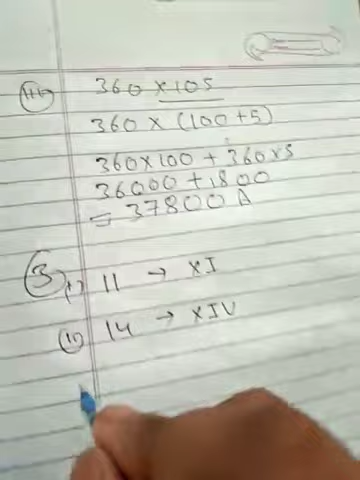 (iii) 360 × 105
360 × (100 + 5)
360 × 100 + 360 × 5
36000 + 1800
= 37800 A
(3) (i) 11 → XI
(ii) 14 → XIV